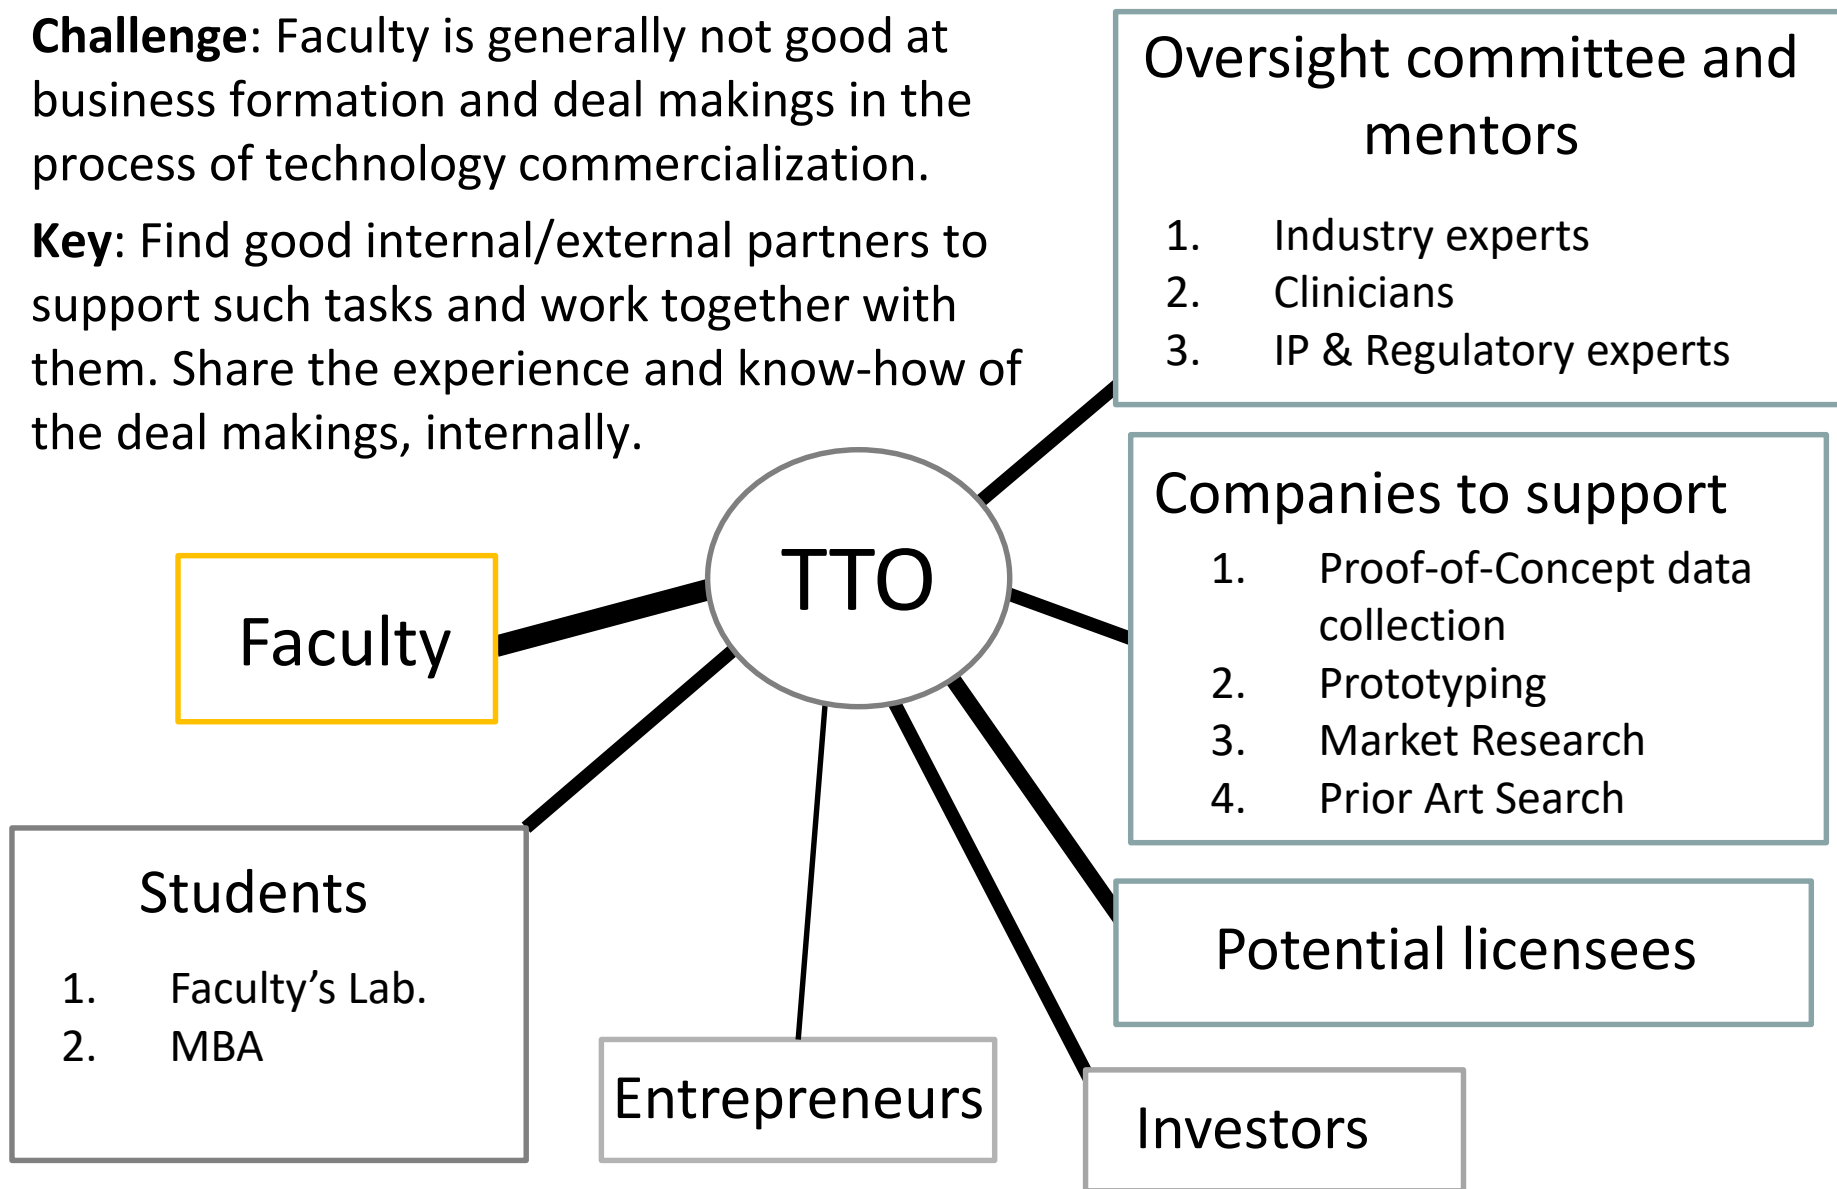 Challenge: Faculty is generally not good at
business formation and deal makings in the
process of technology commercialization.
Key: Find good internal/external partners to
support such tasks and work together with
them. Share the experience and know-how of
the deal makings, internally.
Oversight committee and
mentors
1. Industry experts
2. Clinicians
3. IP & Regulatory experts
TTO
Companies to support
1. Proof-of-Concept data
collection
2. Prototyping
3. Market Research
4. Prior Art Search
Faculty
Students
1. Faculty’s Lab.
2. MBA
Potential licensees
Entrepreneurs
Investors